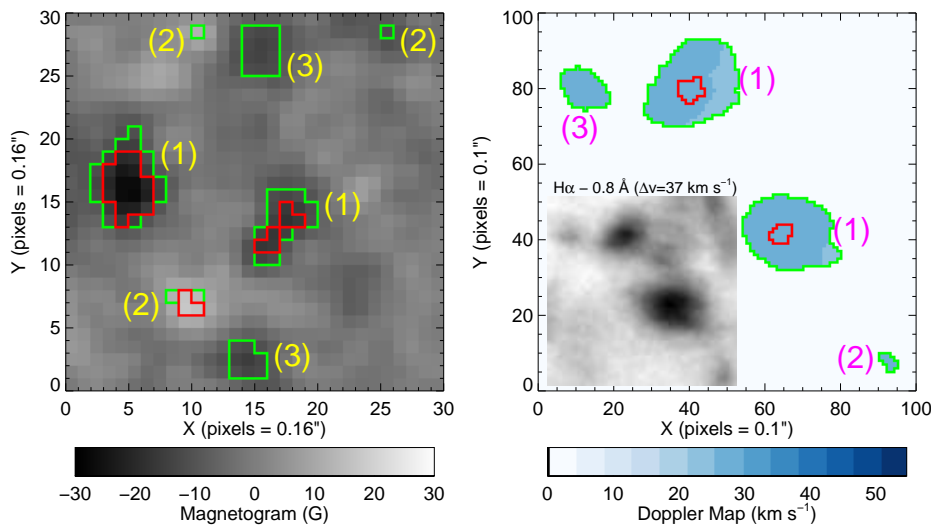 30
25
20
15
10
5
0
Y (pixels = 0.16")
(2)
(3)
(2)
(1)
(1)
(2)
(3)
0 5 10 15 20 25 30
X (pixels = 0.16")
−30 −20 −10 0 10 20 30
Magnetogram (G)
100
80
60
40
20
0
Y (pixels = 0.1")
(1)
(3)
Hα − 0.8 Å (Δv=37 km s⁻¹)
(1)
(2)
0 20 40 60 80 100
X (pixels = 0.1")
0 10 20 30 40 50
Doppler Map (km s⁻¹)